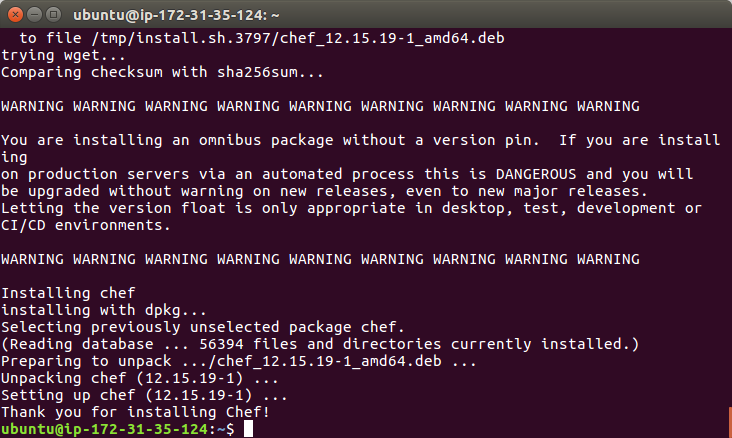 ubuntu@ip-172-31-35-124: ~
to file /tmp/install.sh.3797/chef_12.15.19-1_amd64.deb
trying wget...
Comparing checksum with sha256sum...
WARNING WARNING WARNING WARNING WARNING WARNING WARNING WARNING WARNING
You are installing an omnibus package without a version pin.  If you are install
ing
on production servers via an automated process this is DANGEROUS and you will
be upgraded without warning on new releases, even to new major releases.
Letting the version float is only appropriate in desktop, test, development or
CI/CD environments.
WARNING WARNING WARNING WARNING WARNING WARNING WARNING WARNING WARNING
Installing chef
installing with dpkg...
Selecting previously unselected package chef.
(Reading database ... 56394 files and directories currently installed.)
Preparing to unpack .../chef_12.15.19-1_amd64.deb ...
Unpacking chef (12.15.19-1) ...
Setting up chef (12.15.19-1) ...
Thank you for installing Chef!
ubuntu@ip-172-31-35-124:~$